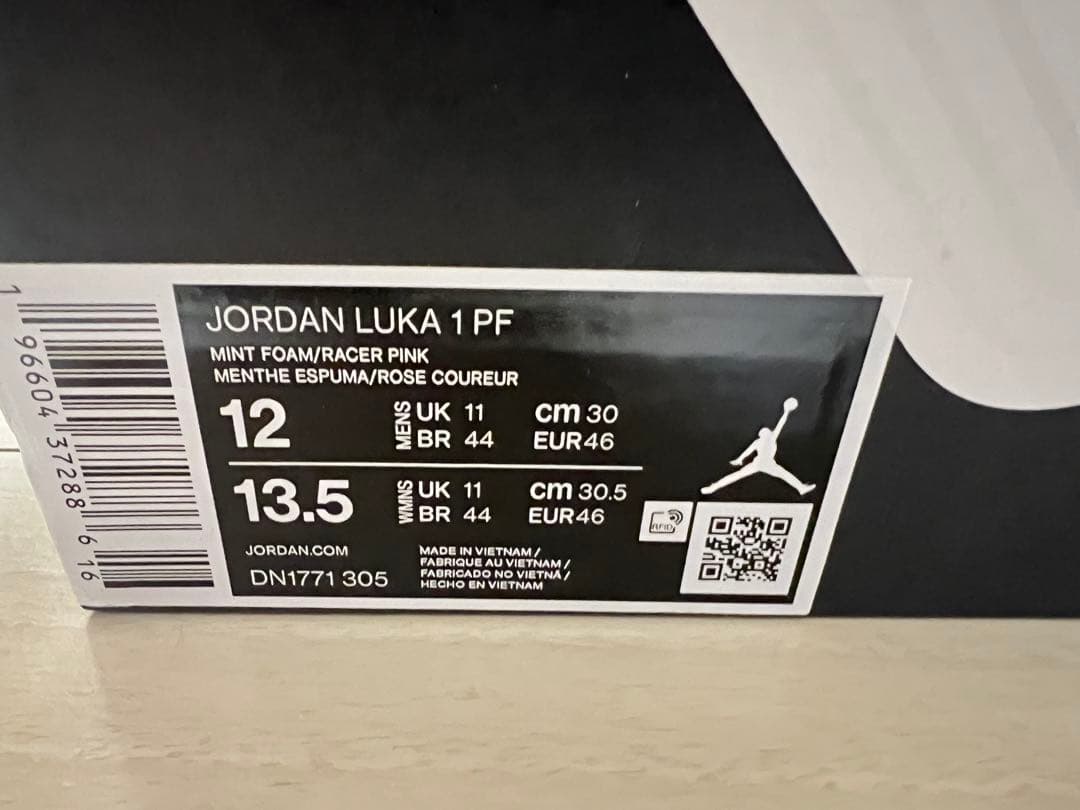 JORDAN LUKA 1 PF
MINT FOAM/RACER PINK
MENTHE ESPUMA/ROSE COUREUR
12 MENS UK 11 cm 30
BR 44 EUR46
13.5 WMNS UK 11 cm 30.5
BR 44 EUR46
JORDAN.COM
DN1771 305
MADE IN VIETNAM /
FABRIQUE AU VIETNAM /
FABRICADO NO VIETNÃ /
HECHO EN VIETNAM
RFID
1 96604 37288 6 16